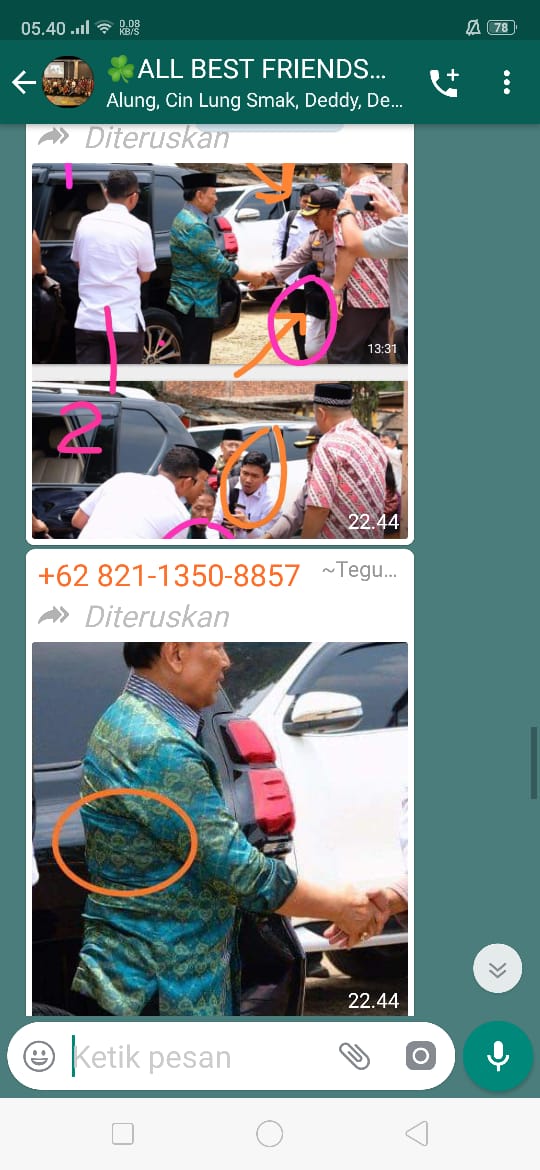 05.40
0.08
KB/S
78
☘ALL BEST FRIENDS...
Alung, Cin Lung Smak, Deddy, De...
Diteruskan
13:31
2
22.44
+62 821-1350-8857 ~Tegu...
Diteruskan
22.44
Ketik pesan